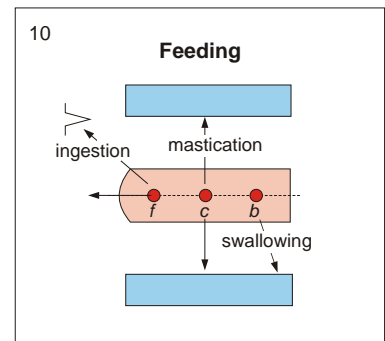 10
Feeding
ingestion
mastication
f
c
b
swallowing